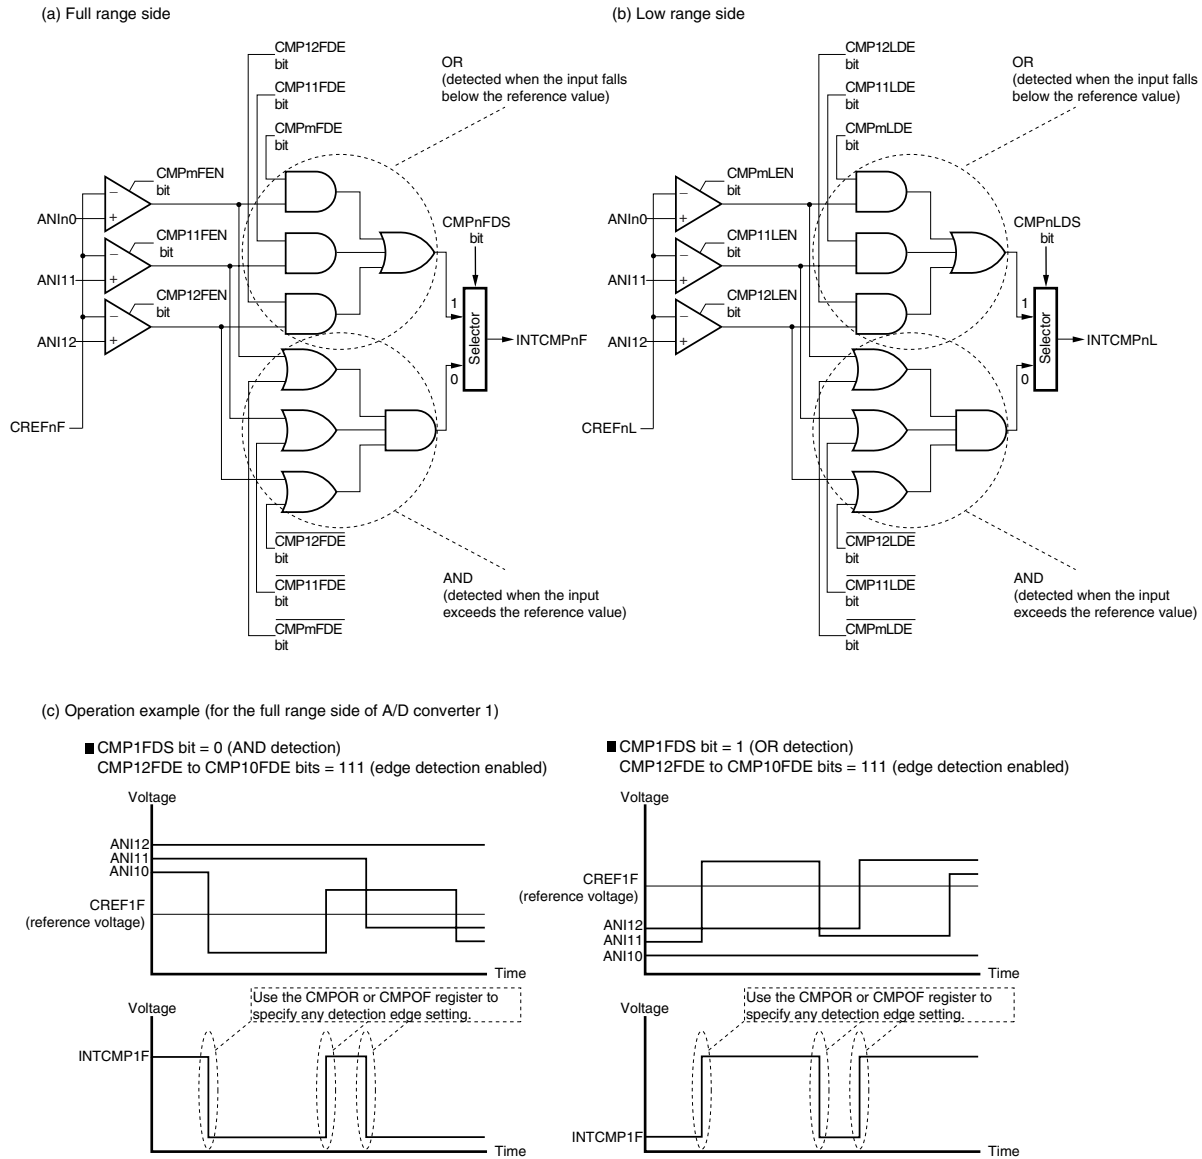 (a) Full range side
CMP12FDE
bit
CMP11FDE
bit
CMPmFDE
bit
OR
(detected when the input falls
below the reference value)
CMPmFEN
bit
CMP11FEN
bit
CMP12FEN
bit
−
+
−
+
−
+
ANIn0
ANI11
ANI12
CREFnF
CMPnFDS
bit
1
0
Selector
INTCMPnF
CMP12FDE
bit
CMP11FDE
bit
CMPmFDE
bit
AND
(detected when the input
exceeds the reference value)
(b) Low range side
CMP12LDE
bit
CMP11LDE
bit
CMPmLDE
bit
OR
(detected when the input falls
below the reference value)
CMPmLEN
bit
CMP11LEN
bit
CMP12LEN
bit
−
+
−
+
−
+
ANIn0
ANI11
ANI12
CREFnL
CMPnLDS
bit
1
0
Selector
INTCMPnL
CMP12LDE
bit
CMP11LDE
bit
CMPmLDE
bit
AND
(detected when the input
exceeds the reference value)
(c) Operation example (for the full range side of A/D converter 1)
■ CMP1FDS bit = 0 (AND detection)
CMP12FDE to CMP10FDE bits = 111 (edge detection enabled)
Voltage
ANI12
ANI11
ANI10
CREF1F
(reference voltage)
Time
Voltage
Use the CMPOR or CMPOF register to
specify any detection edge setting.
INTCMP1F
Time
■ CMP1FDS bit = 1 (OR detection)
CMP12FDE to CMP10FDE bits = 111 (edge detection enabled)
Voltage
CREF1F
(reference voltage)
ANI12
ANI11
ANI10
Time
Voltage
Use the CMPOR or CMPOF register to
specify any detection edge setting.
INTCMP1F
Time